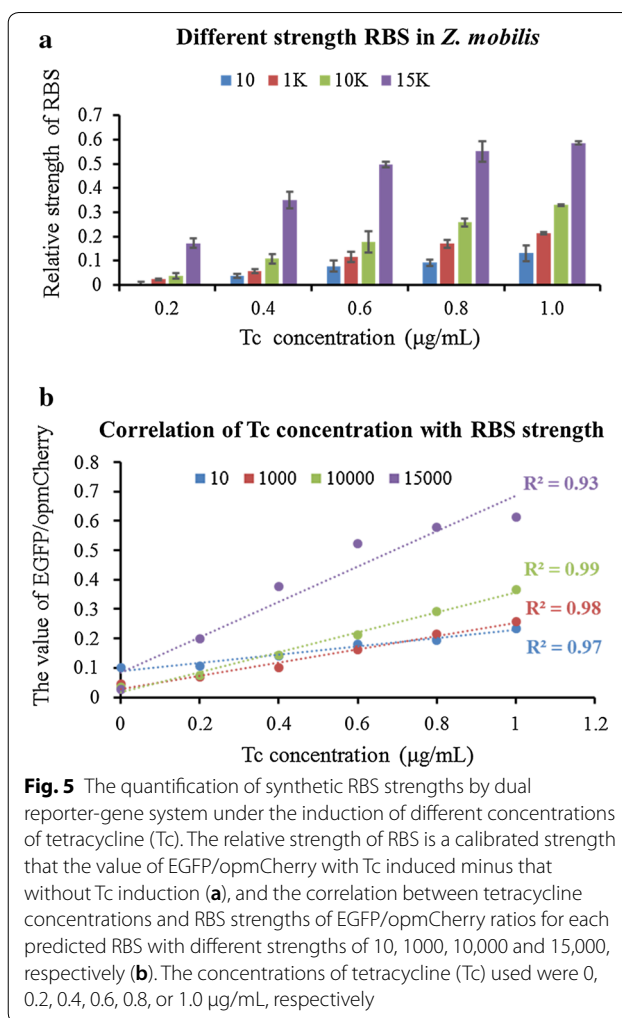 a
Different strength RBS in Z. mobilis
10 1K 10K 15K
Relative strength of RBS
0.7
0.6
0.5
0.4
0.3
0.2
0.1
0
0.2 0.4 0.6 0.8 1.0
Tc concentration (µg/mL)
b
Correlation of Tc concentration with RBS strength
10 1000 10000 15000
The value of EGFP/opmCherry
0.8
0.7
0.6
0.5
0.4
0.3
0.2
0.1
0
R² = 0.93
R² = 0.99
R² = 0.98
R² = 0.97
0 0.2 0.4 0.6 0.8 1 1.2
Tc concentration (µg/mL)
Fig. 5 The quantification of synthetic RBS strengths by dual
reporter-gene system under the induction of different concentrations
of tetracycline (Tc). The relative strength of RBS is a calibrated strength
that the value of EGFP/opmCherry with Tc induced minus that
without Tc induction (a), and the correlation between tetracycline
concentrations and RBS strengths of EGFP/opmCherry ratios for each
predicted RBS with different strengths of 10, 1000, 10,000 and 15,000,
respectively (b). The concentrations of tetracycline (Tc) used were 0,
0.2, 0.4, 0.6, 0.8, or 1.0 µg/mL, respectively